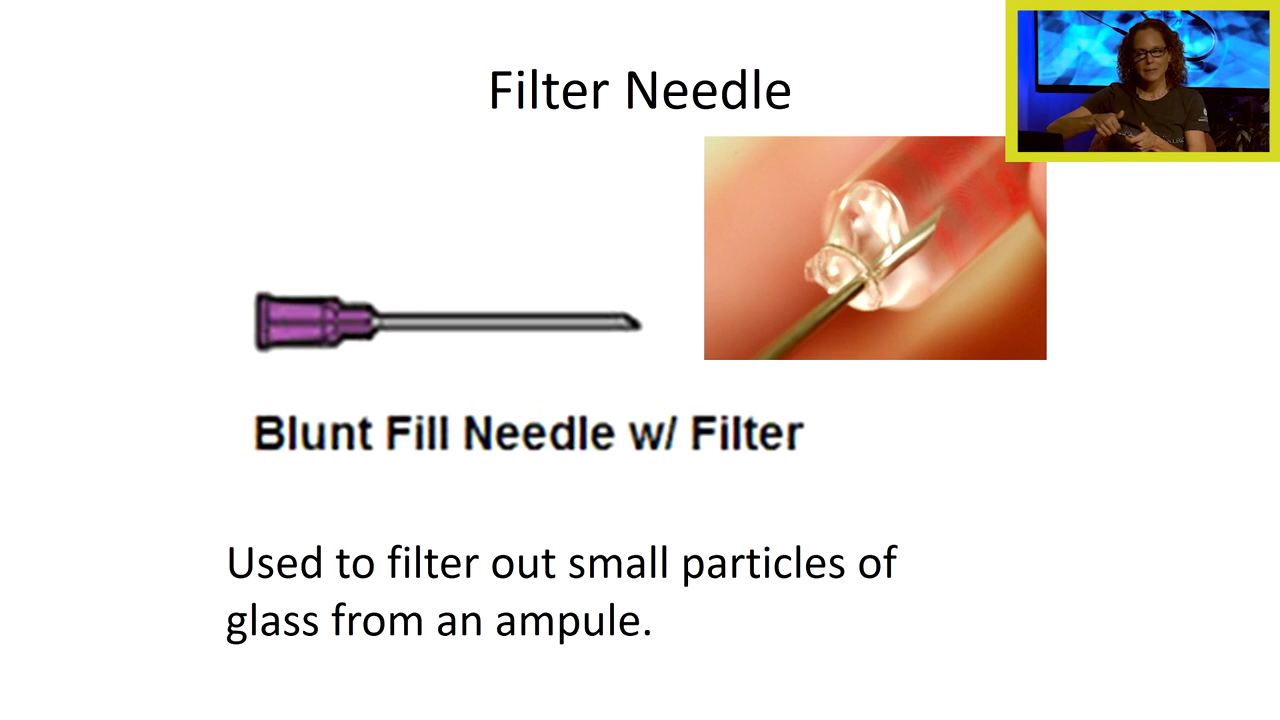 Filter Needle
Blunt Fill Needle w/ Filter
Used to filter out small particles of
glass from an ampule.